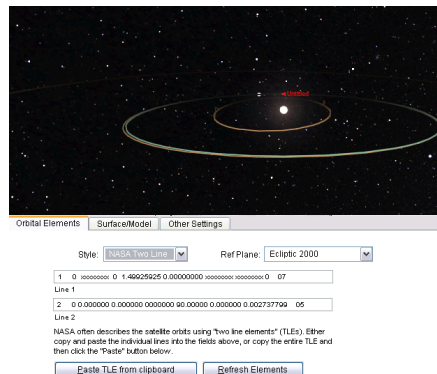 Untitled
Orbital Elements Surface/Model Other Settings
Style: NASA Two Line Ref Plane: Ecliptic 2000
1 0 xxxxxxxx 0 1.49925925 0.00000000 xxxxxxxx xxxxxxxx 0 07
Line 1
2 0 0.000000 0.000000 0000000 90.00000 0.000000 0.002737799 05
Line 2
NASA often describes the satellite orbits using "two line elements" (TLEs). Either
copy and paste the individual lines into the fields above, or copy the entire TLE and
then click the "Paste" button below.
Paste TLE from clipboard Refresh Elements